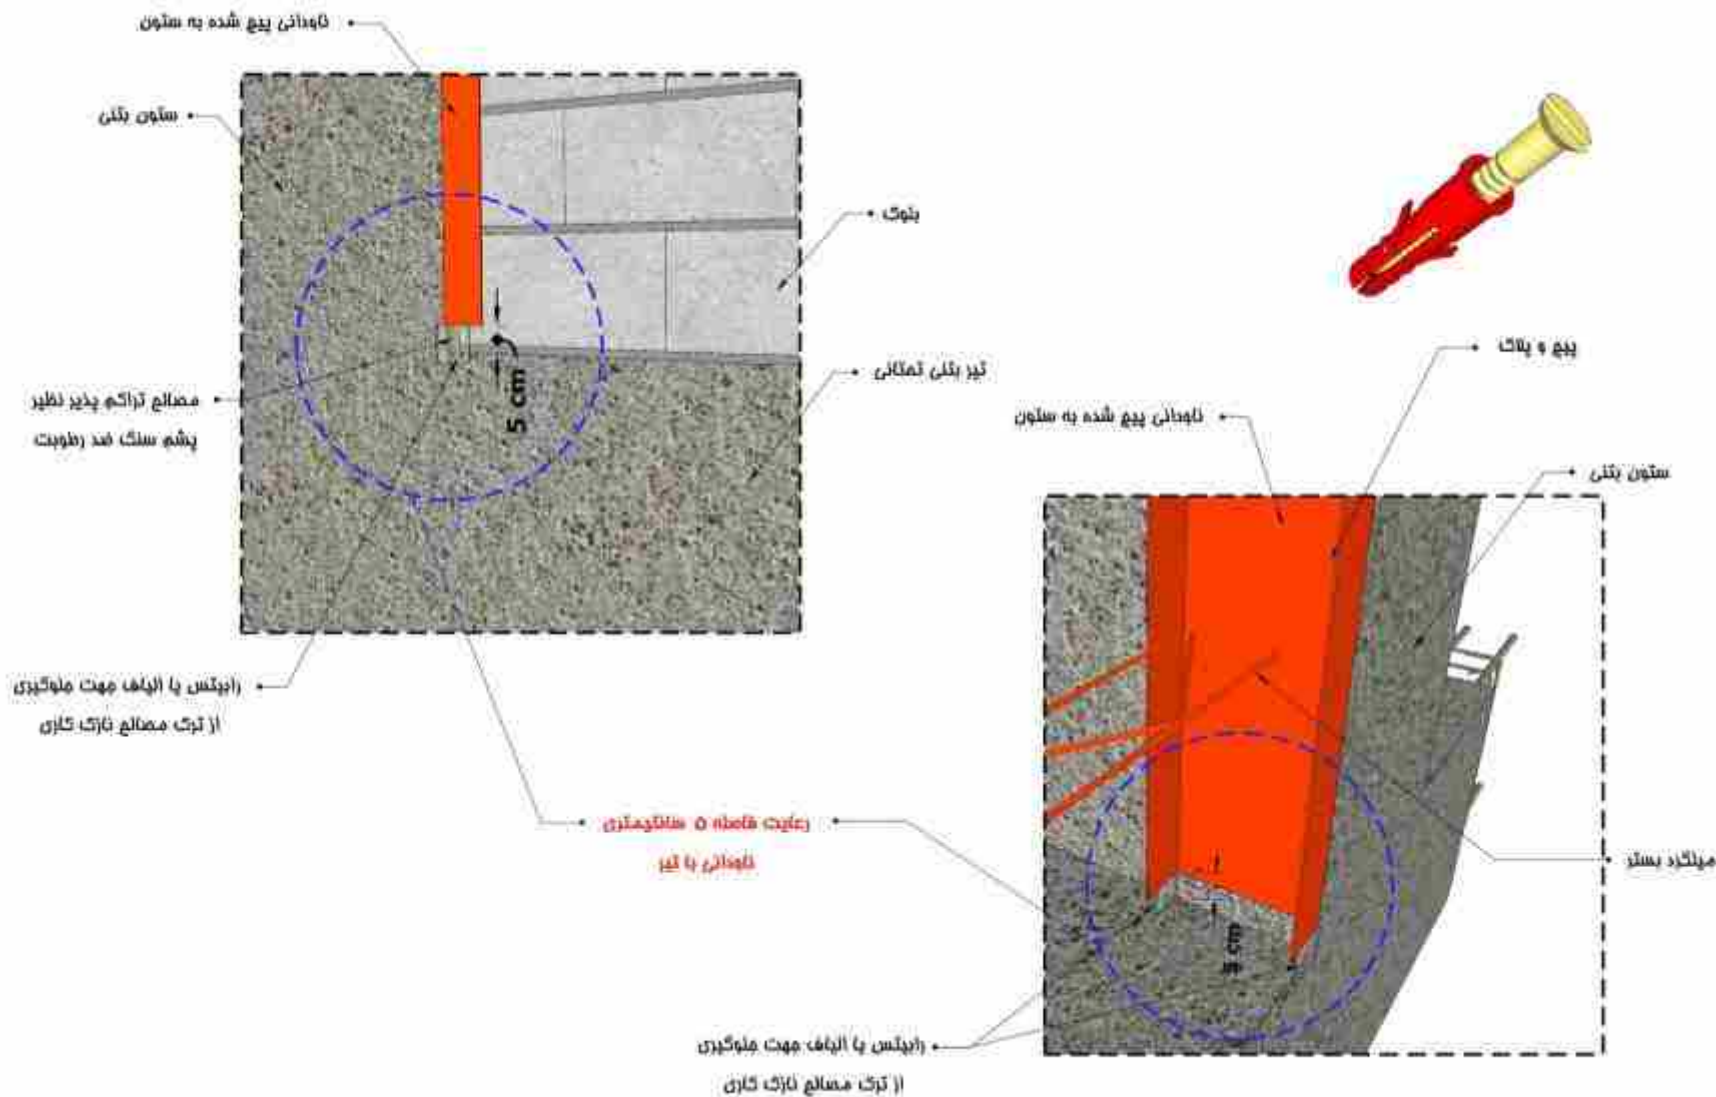 ناودانی پیچ شده به ستون
ستون بتنی
بلوک
تیر بتنی تحتانی
مصالح تراکم پذیر نظیر
پشم سنگ ضد رطوبت
5 cm
رابیتس یا الیاف جهت جلوگیری
از ترک مصالح نازک کاری
پیچ و پلاک
ناودانی پیچ شده به ستون
ستون بتنی
رعایت فاصله ۵ سانتیمتری
ناودانی با تیر
میلگرد بستر
5 cm
رابیتس یا الیاف جهت جلوگیری
از ترک مصالح نازک کاری